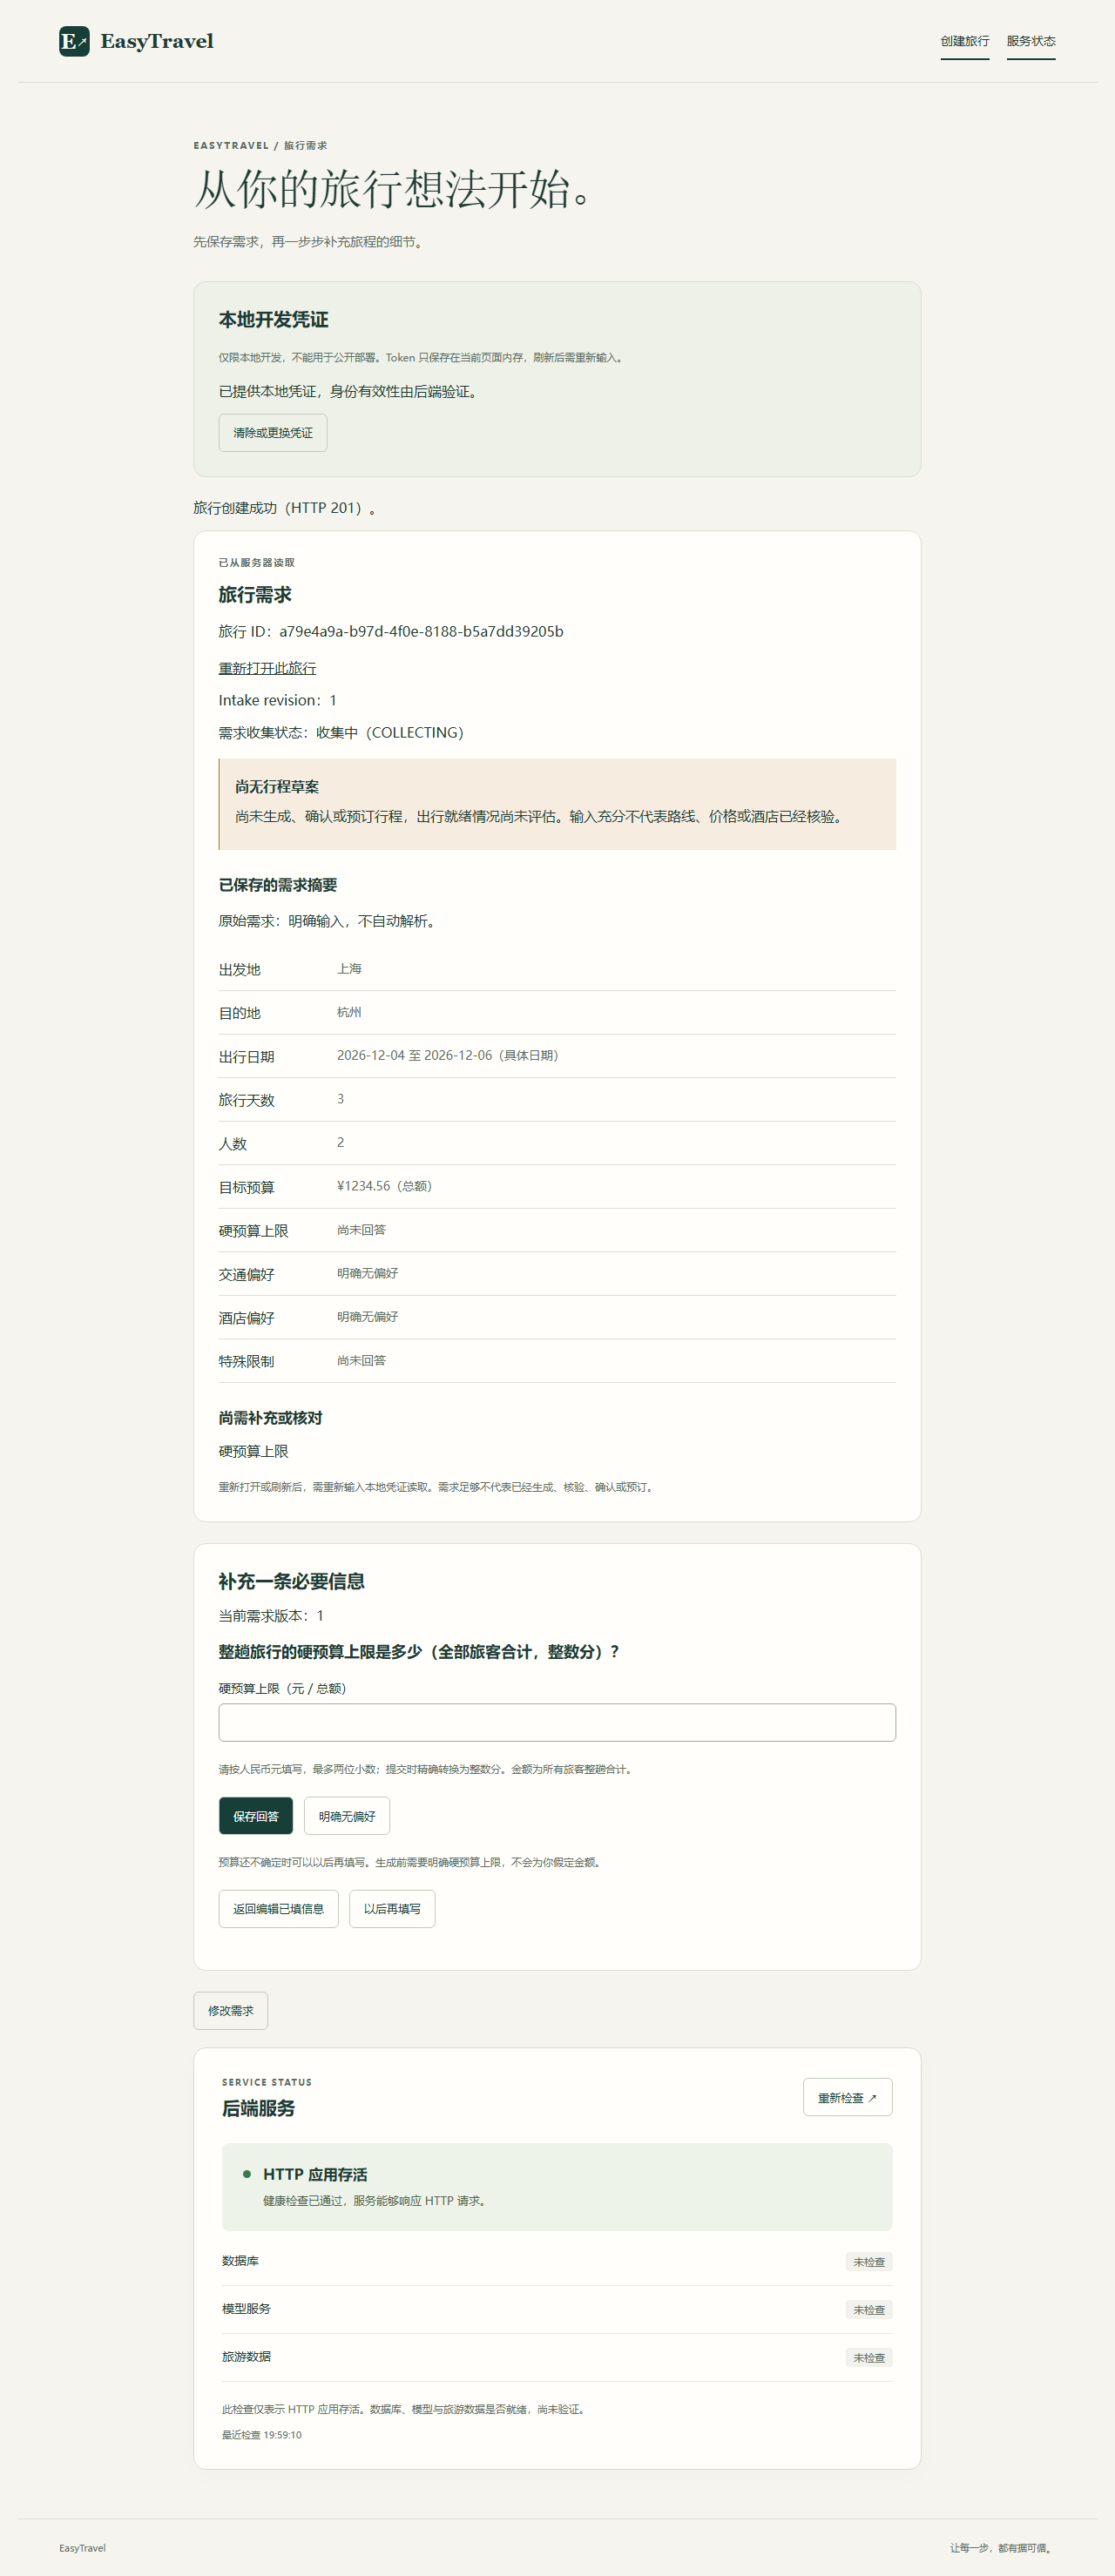 E↗ EasyTravel
创建旅行 服务状态
EASYTRAVEL / 旅行需求
从你的旅行想法开始。
先保存需求，再一步步补充旅程的细节。
本地开发凭证
仅限本地开发，不能用于公开部署。Token 只保存在当前页面内存，刷新后需重新输入。
已提供本地凭证，身份有效性由后端验证。
清除或更换凭证
旅行创建成功（HTTP 201）。
已从服务器读取
旅行需求
旅行 ID：a79e4a9a-b97d-4f0e-8188-b5a7dd39205b
重新打开此旅行
Intake revision：1
需求收集状态：收集中（COLLECTING）
尚无行程草案
尚未生成、确认或预订行程，出行就绪情况尚未评估。输入充分不代表路线、价格或酒店已经核验。
已保存的需求摘要
原始需求：明确输入，不自动解析。
出发地 上海
目的地 杭州
出行日期 2026-12-04 至 2026-12-06（具体日期）
旅行天数 3
人数 2
目标预算 ¥1234.56（总额）
硬预算上限 尚未回答
交通偏好 明确无偏好
酒店偏好 明确无偏好
特殊限制 尚未回答
尚需补充或核对
硬预算上限
重新打开或刷新后，需重新输入本地凭证读取。需求足够不代表已经生成、核验、确认或预订。
补充一条必要信息
当前需求版本：1
整趟旅行的硬预算上限是多少（全部旅客合计，整数分）？
硬预算上限（元 / 总额）
请按人民币元填写，最多两位小数；提交时精确转换为整数分。金额为所有旅客整趟合计。
保存回答 明确无偏好
预算还不确定时可以以后再填写。生成前需要明确硬预算上限，不会为你假定金额。
返回编辑已填信息 以后再填写
修改需求
SERVICE STATUS
后端服务
重新检查 ↗
HTTP 应用存活
健康检查已通过，服务能够响应 HTTP 请求。
数据库 未检查
模型服务 未检查
旅游数据 未检查
此检查仅表示 HTTP 应用存活。数据库、模型与旅游数据是否就绪，尚未验证。
最近检查 19:59:10
EasyTravel
让每一步，都有据可循。